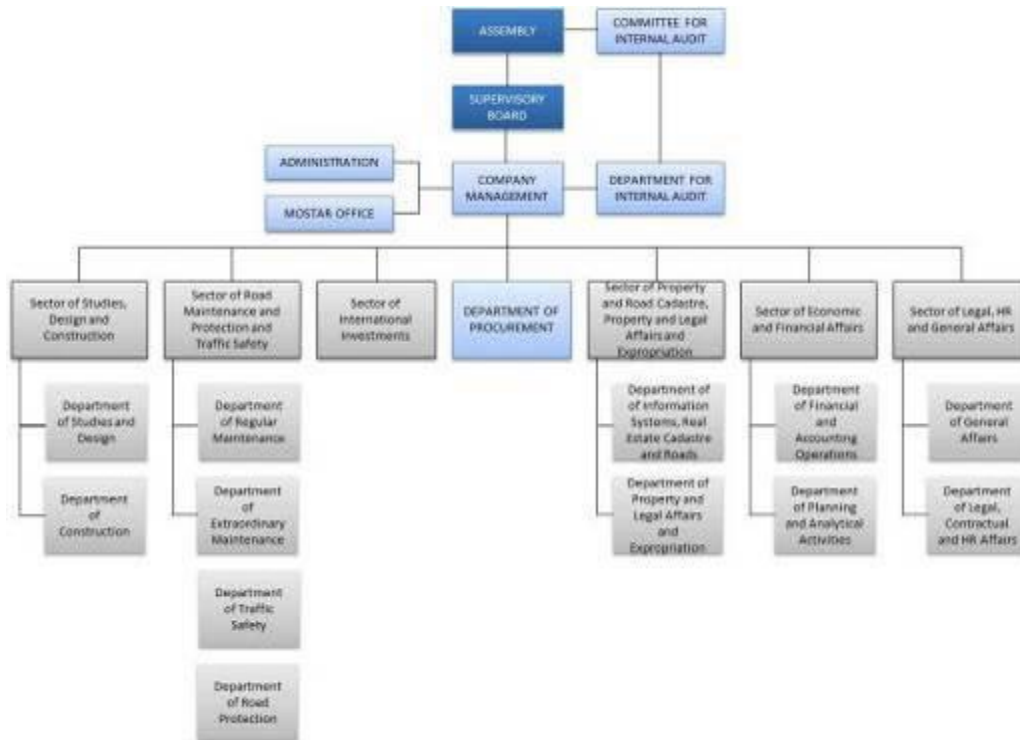 ASSEMBLY
COMMITTEE FOR
INTERNAL AUDIT
SUPERVISORY
BOARD
ADMINISTRATION
MOSTAR OFFICE
COMPANY
MANAGEMENT
DEPARTMENT FOR
INTERNAL AUDIT
Sector of Studies,
Design and
Construction
Sector of Road
Maintenance and
Protection and
Traffic Safety
Sector of
International
Investments
DEPARTMENT OF
PROCUREMENT
Sector of Property
and Road Cadastre,
Property and Legal
Affairs and
Expropriation
Sector of Economic
and Financial Affairs
Sector of Legal, HR
and General Affairs
Department
of Studies and
Design
Department
of
Construction
Department
of Regular
Maintenance
Department
of
Extraordinary
Maintenance
Department
of Traffic
Safety
Department
of Road
Protection
Department of
of Information
Systems, Real
Estate Cadastre
and Roads
Department of
Property and
Legal Affairs
and
Expropriation
Department
of Financial
and
Accounting
Operations
Department
of Planning
and Analytical
Activities
Department
of General
Affairs
Department
of Legal,
Contractual
and HR Affairs